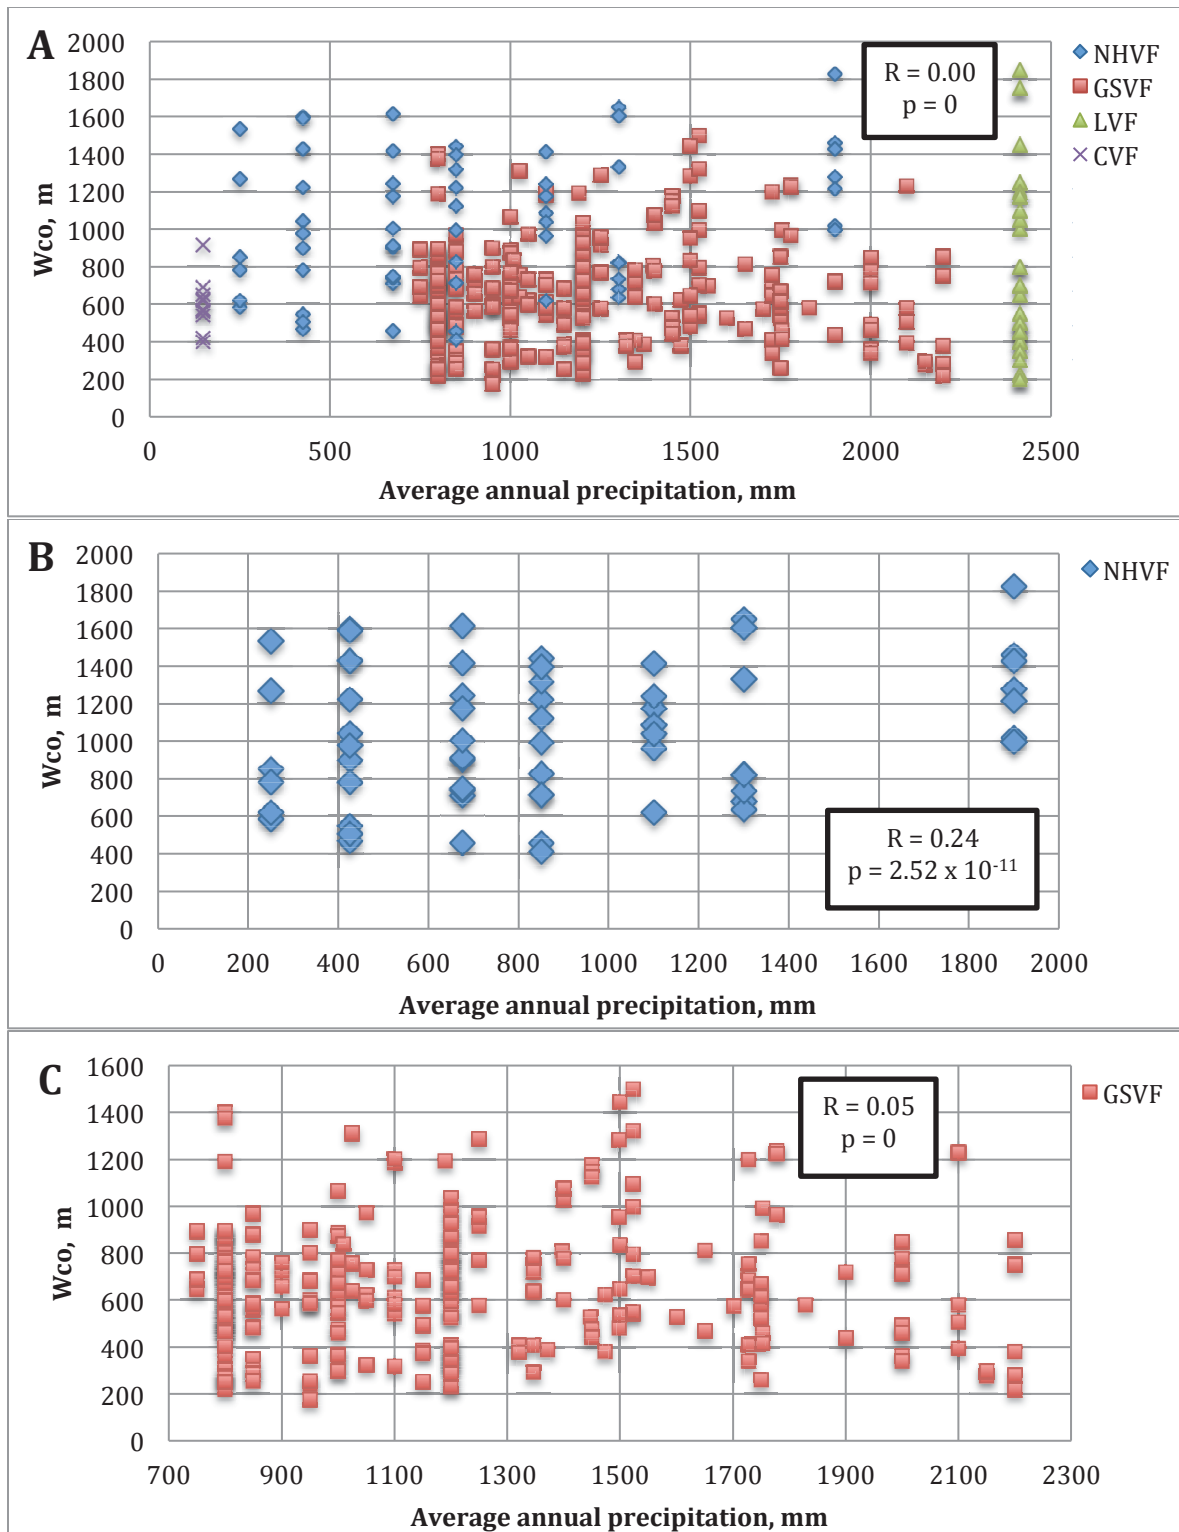 A
2000
1800
1600
1400
1200
1000
800
600
400
200
0
Wco, m
0 500 1000 1500 2000 2500
Average annual precipitation, mm
R = 0.00
p = 0
NHVF
GSVF
LVF
CVF
B
2000
1800
1600
1400
1200
1000
800
600
400
200
0
Wco, m
0 200 400 600 800 1000 1200 1400 1600 1800 2000
Average annual precipitation, mm
R = 0.24
p = 2.52 x 10⁻¹¹
NHVF
C
1600
1400
1200
1000
800
600
400
200
0
Wco, m
700 900 1100 1300 1500 1700 1900 2100 2300
Average annual precipitation, mm
R = 0.05
p = 0
GSVF